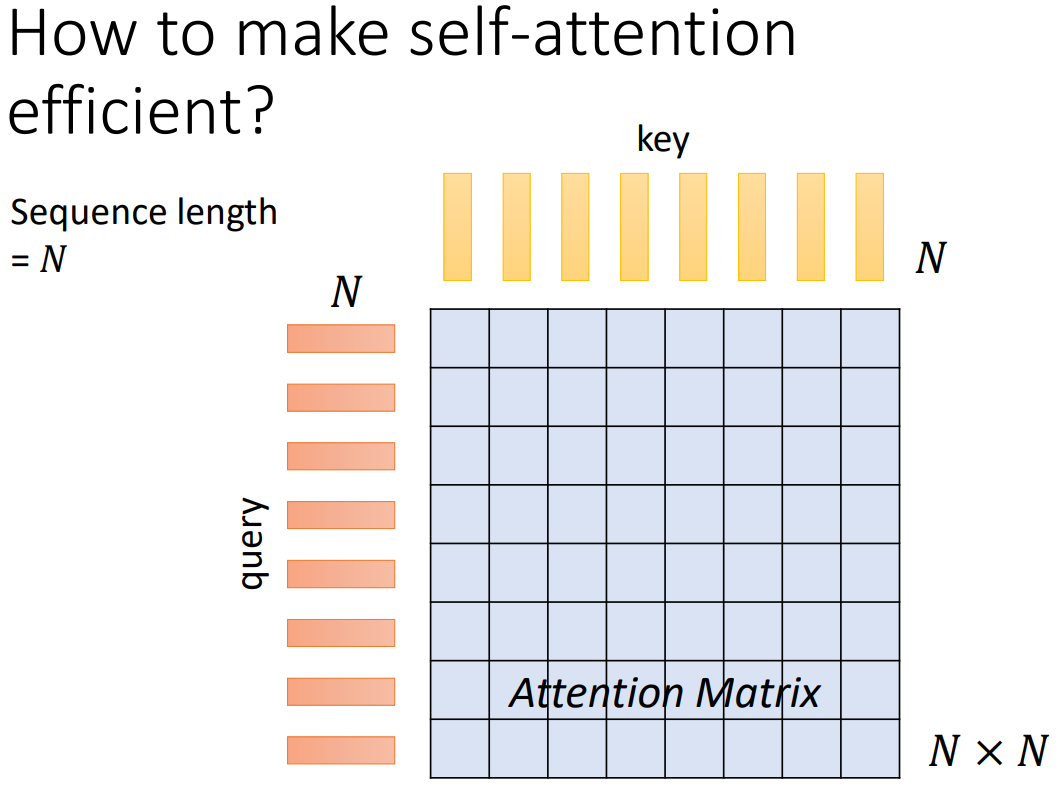 How to make self-attention
efficient?
key
Sequence length
= N
N
N
query
Attention Matrix
N × N